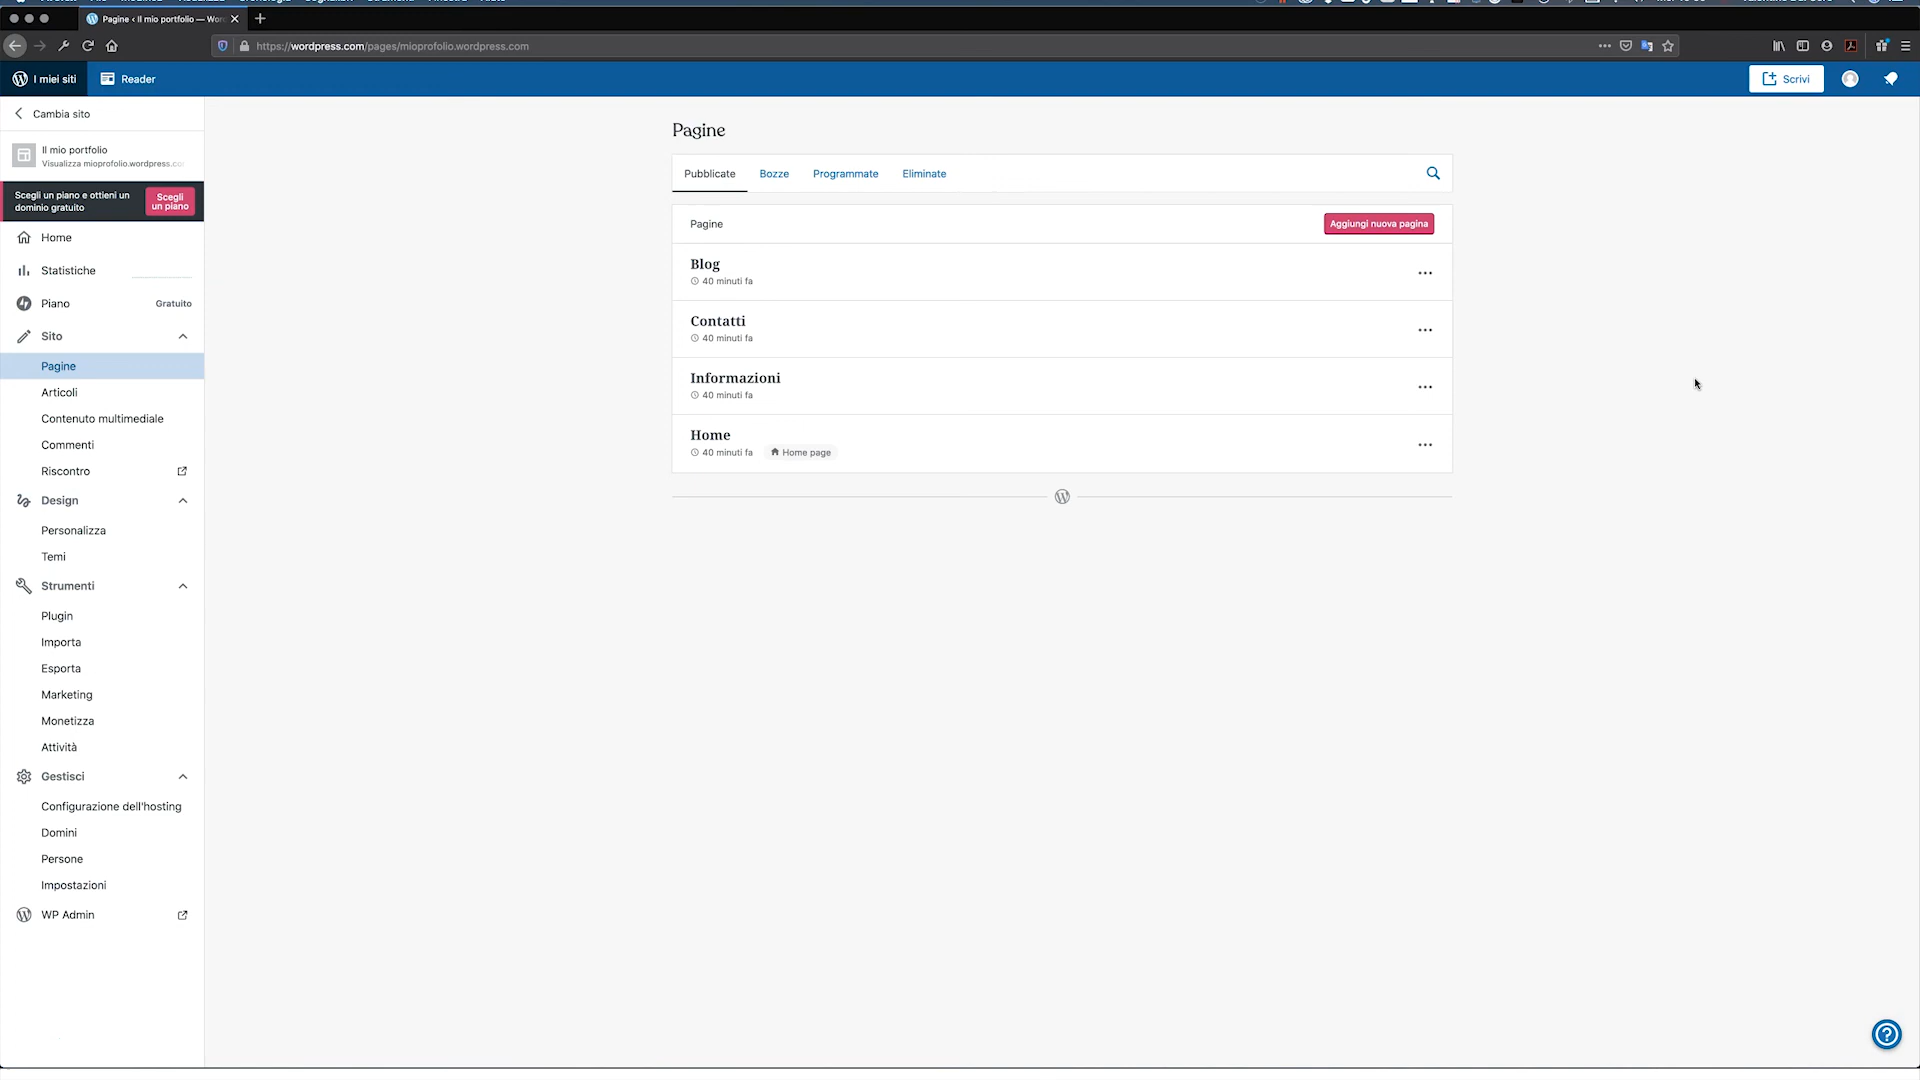 Pagine ‹ Il mio portfolio — Wor
https://wordpress.com/pages/mioprofolio.wordpress.com
I miei siti
Reader
Scrivi
Cambia sito
Il mio portfolio
Visualizza mioprofolio.wordpress.co
Scegli un piano e ottieni un
dominio gratuito
Scegli
un piano
Home
Statistiche
Piano
Gratuito
Sito
Pagine
Articoli
Contenuto multimediale
Commenti
Riscontro
Design
Personalizza
Temi
Strumenti
Plugin
Importa
Esporta
Marketing
Monetizza
Attività
Gestisci
Configurazione dell'hosting
Domini
Persone
Impostazioni
WP Admin
Pagine
Pubblicate
Bozze
Programmate
Eliminate
Pagine
Aggiungi nuova pagina
Blog
40 minuti fa
Contatti
40 minuti fa
Informazioni
40 minuti fa
Home
40 minuti fa
Home page